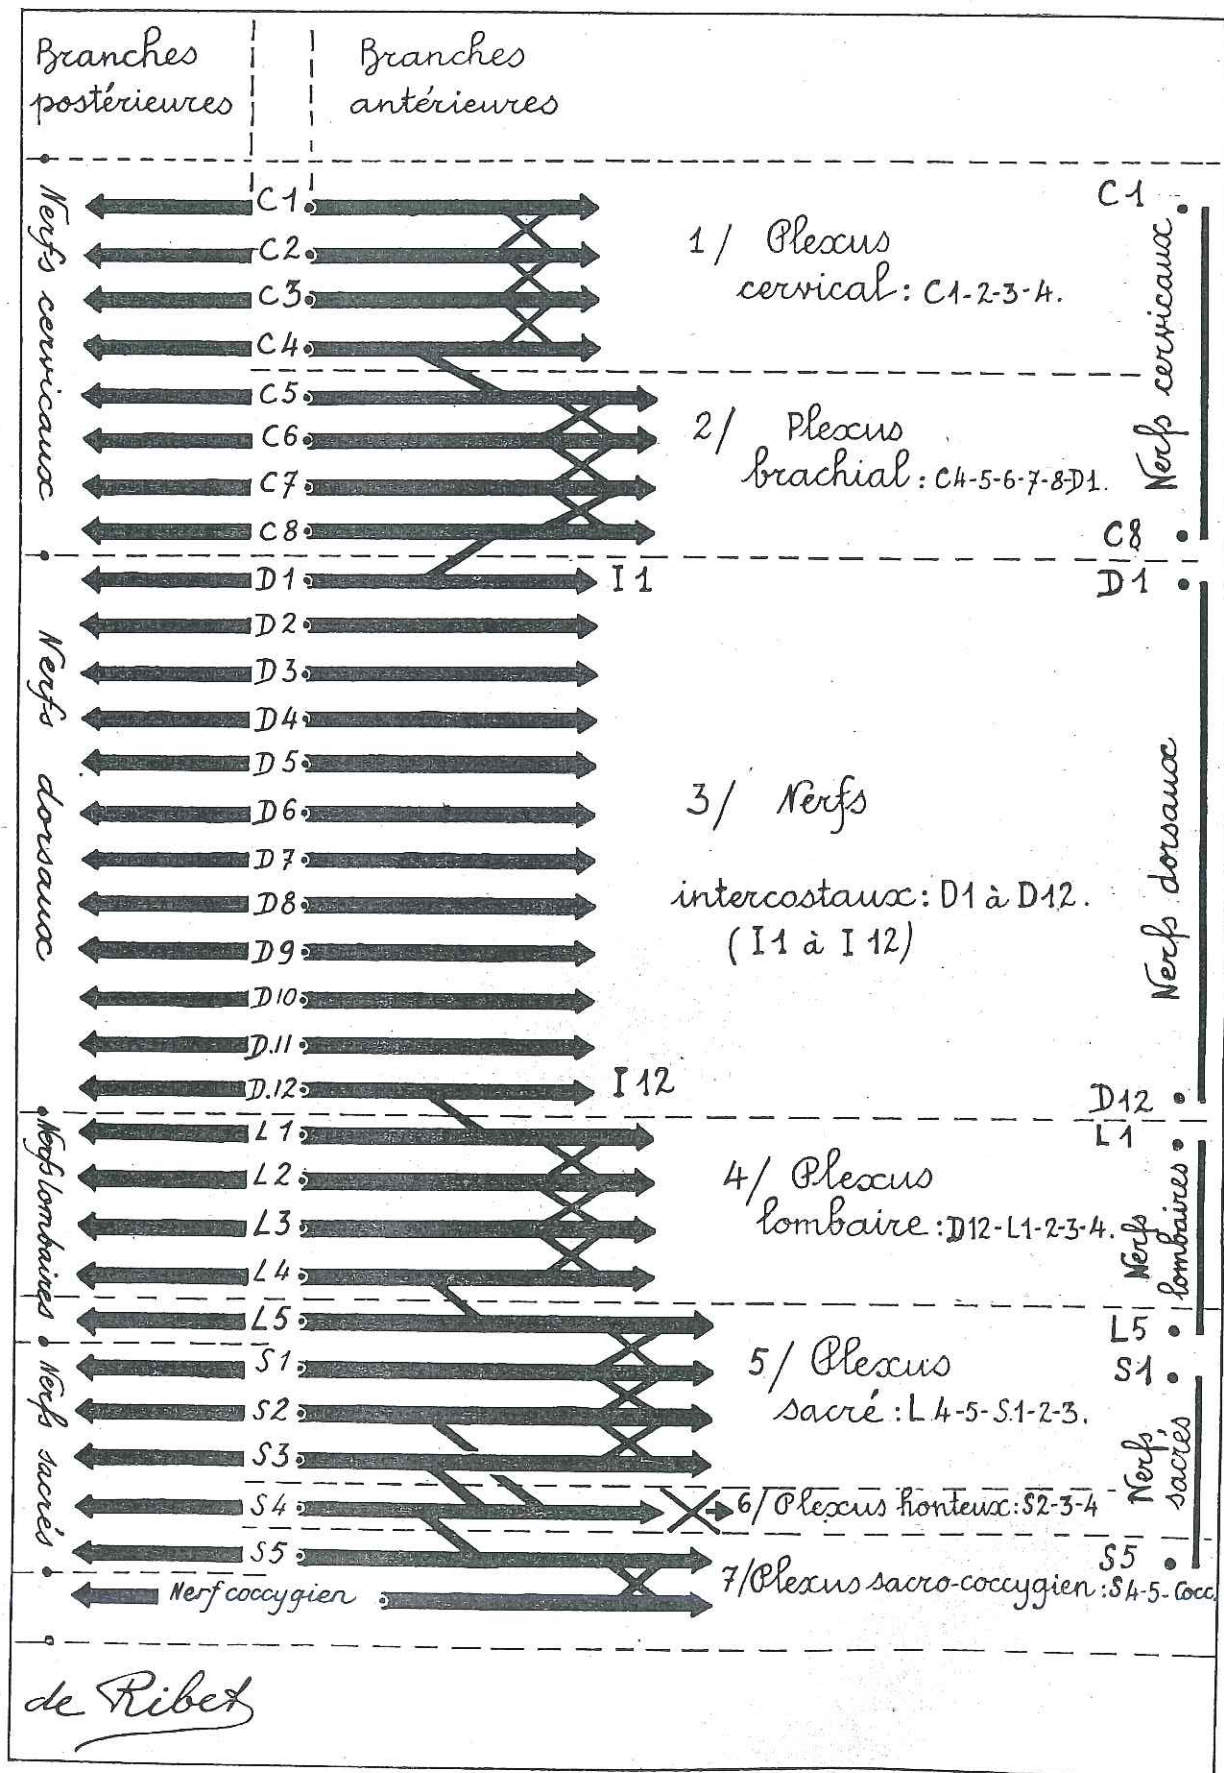 Branches
postérieures
Branches
antérieures
Nerfs cervicaux
C1
C2
C3
C4
C5
C6
C7
C8
1/ Plexus
cervical : C1-2-3-4.
2/ Plexus
brachial : C4-5-6-7-8-D1.
C1
Nerfs cervicaux
C8
Nerfs dorsaux
D1
D2
D3
D4
D5
D6
D7
D8
D9
D10
D.11
D.12
I1
I12
3/ Nerfs
intercostaux : D1 à D12.
(I1 à I12)
D1
Nerfs dorsaux
D12
Nerfs lombaires
L1
L2
L3
L4
L5
4/ Plexus
lombaire : D12-L1-2-3-4.
L1
Nerfs
lombaires
L5
Nerfs sacrés
S1
S2
S3
S4
S5
Nerf coccygien
5/ Plexus
sacré : L4-5-S.1-2-3.
6/ Plexus honteux : S2-3-4
7/ Plexus sacro-coccygien : S4-5-Cocc.
S1
Nerfs
sacrés
S5
de Ribet